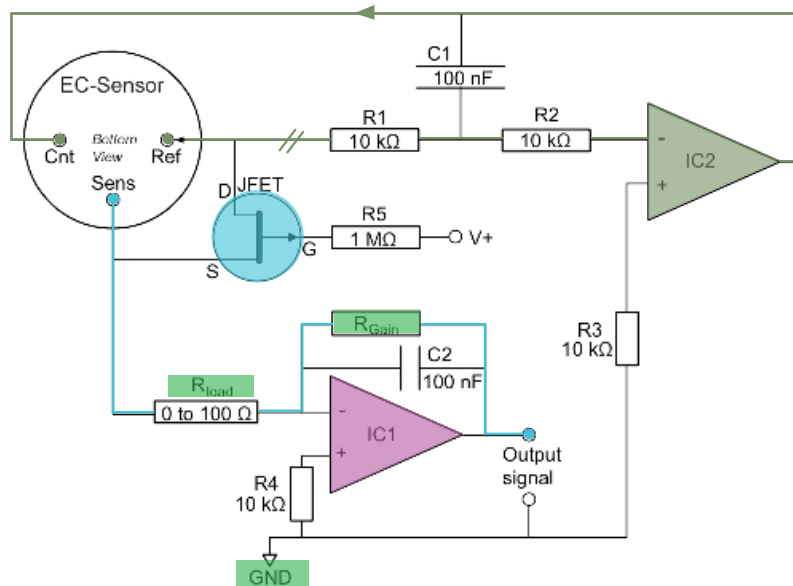 C1
100 nF
EC-Sensor
R1
10 kΩ
R2
10 kΩ
Bottom
View
Cnt
Ref
Sens
-
+
IC2
D
JFET
S
G
R5
1 MΩ
V+
R3
10 kΩ
RGain
C2
100 nF
Rload
0 to 100 Ω
-
+
IC1
Output
signal
R4
10 kΩ
GND